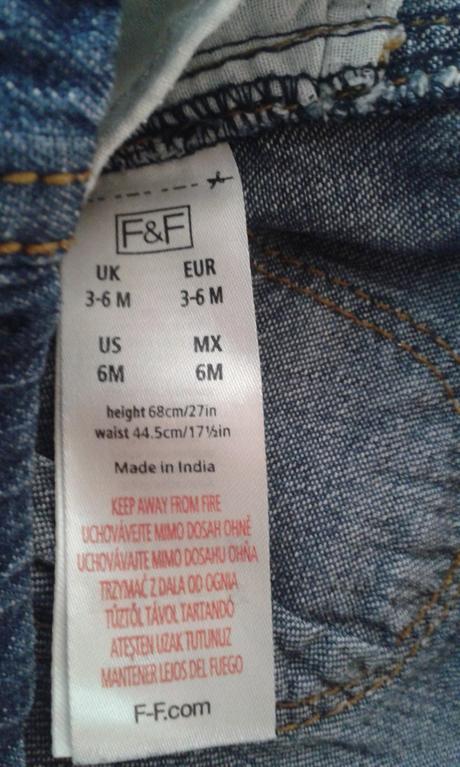 F&F
UK EUR
3-6 M 3-6 M
US MX
6M 6M
height 68cm/27in
waist 44.5cm/17½in
Made in India
KEEP AWAY FROM FIRE
UCHOVÁVEJTE MIMO DOSAH OHNĚ
UCHOVÁVAJTE MIMO DOSAHU OHŇA
TRZYMAĆ Z DALA OD OGNIA
TŰZTŐL TÁVOL TARTANDÓ
ATEŞTEN UZAK TUTUNUZ
MANTENER LEJOS DEL FUEGO
F-F.com